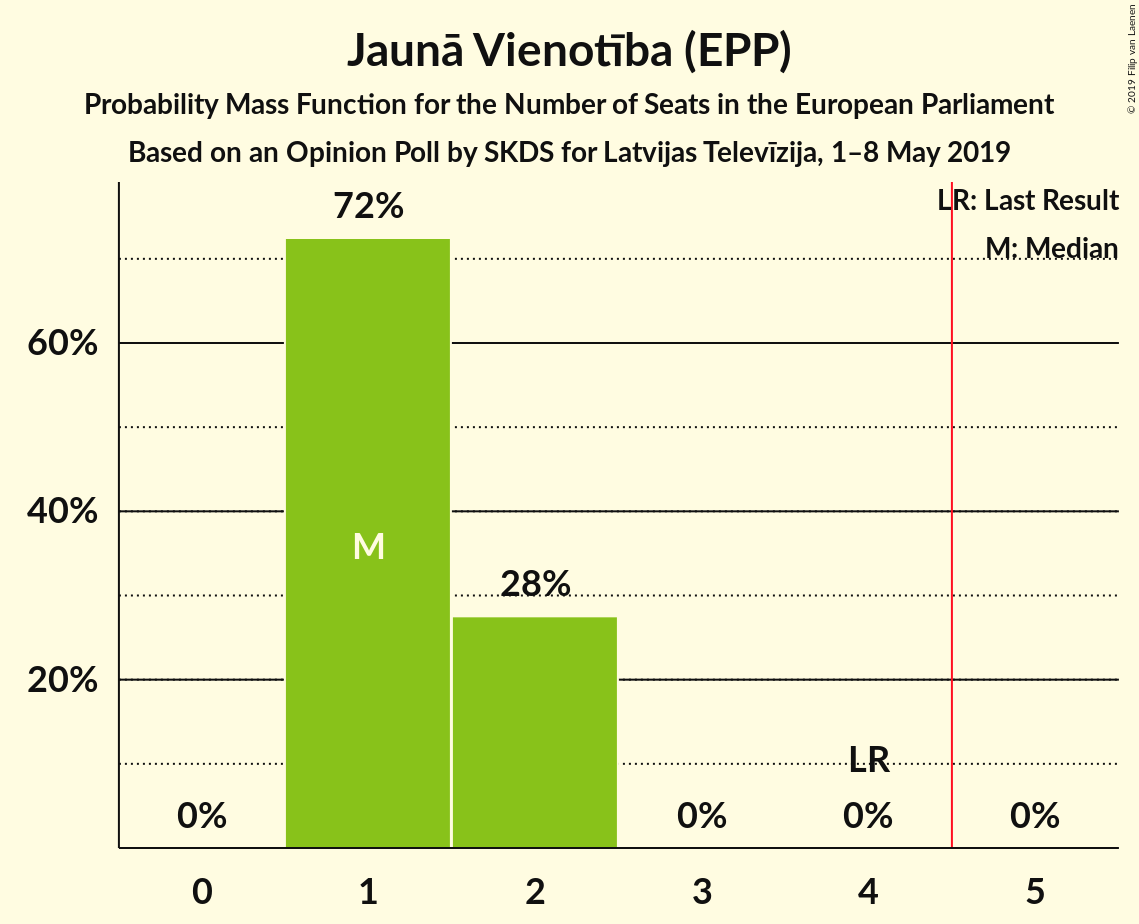 Jaunā Vienotība (EPP)
Probability Mass Function for the Number of Seats in the European Parliament
Based on an Opinion Poll by SKDS for Latvijas Televīzija, 1–8 May 2019
© 2019 Filip van Laenen
LR: Last Result
M: Median
72%
60%
40%
M
28%
20%
LR
0%
0%
0%
0%
0
1
2
3
4
5